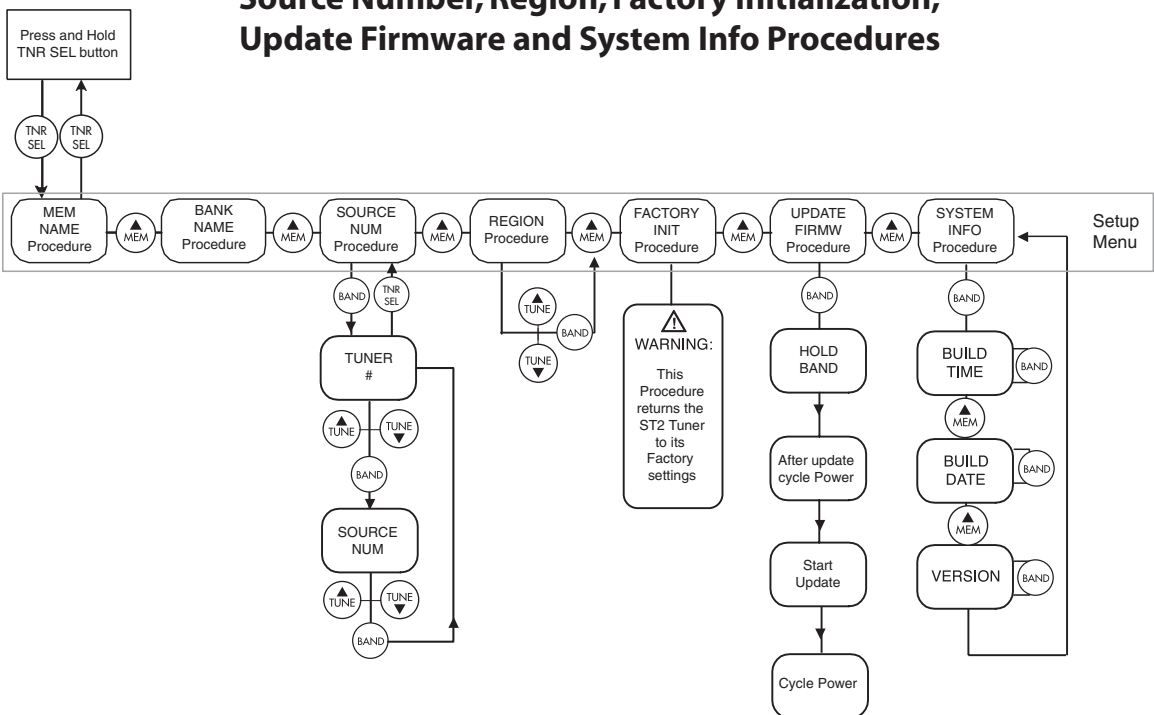 Source Number, Region, Factory Initialization,
Update Firmware and System Info Procedures
Press and Hold
TNR SEL button
TNR
SEL
TNR
SEL
MEM
NAME
Procedure
MEM
BANK
NAME
Procedure
MEM
SOURCE
NUM
Procedure
MEM
REGION
Procedure
MEM
FACTORY
INIT
Procedure
MEM
UPDATE
FIRMW
Procedure
MEM
SYSTEM
INFO
Procedure
Setup
Menu
BAND
TNR
SEL
TUNER
#
TUNE
TUNE
BAND
SOURCE
NUM
TUNE
TUNE
BAND
TUNE
BAND
TUNE
WARNING:
This
Procedure
returns the
ST2 Tuner
to its
Factory
settings
BAND
HOLD
BAND
After update
cycle Power
Start
Update
Cycle Power
BAND
BUILD
TIME
BAND
MEM
BUILD
DATE
BAND
MEM
VERSION
BAND